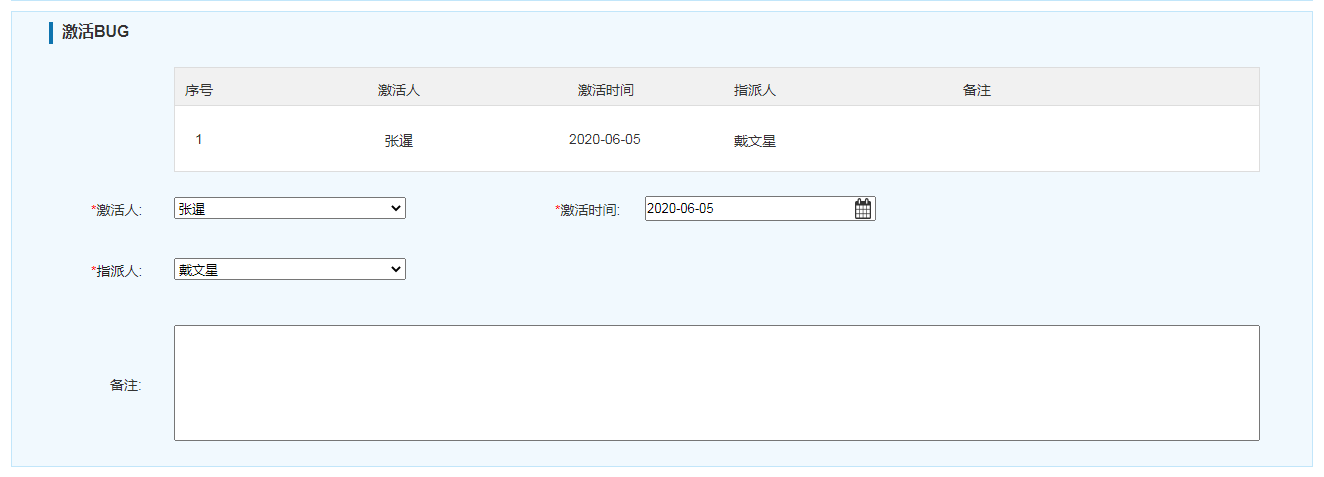 激活BUG
序号 激活人 激活时间 指派人 备注
1 张暹 2020-06-05 戴文星
*激活人: 张暹 *激活时间: 2020-06-05
*指派人: 戴文星
备注: